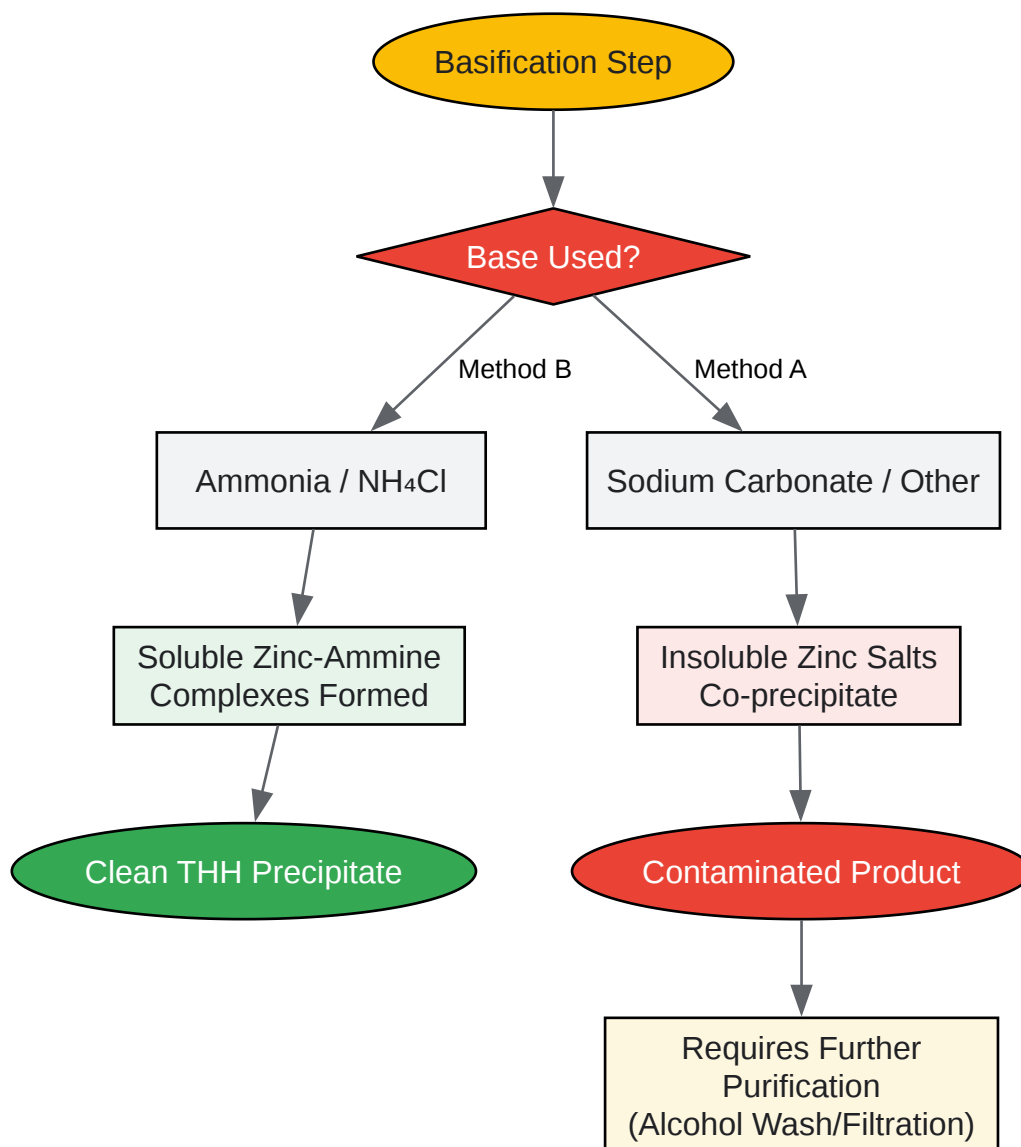 Basification Step
Base Used?
Method B
Method A
Ammonia / NH₄Cl
Sodium Carbonate / Other
Soluble Zinc-Ammine
Complexes Formed
Insoluble Zinc Salts
Co-precipitate
Clean THH Precipitate
Contaminated Product
Requires Further
Purification
(Alcohol Wash/Filtration)